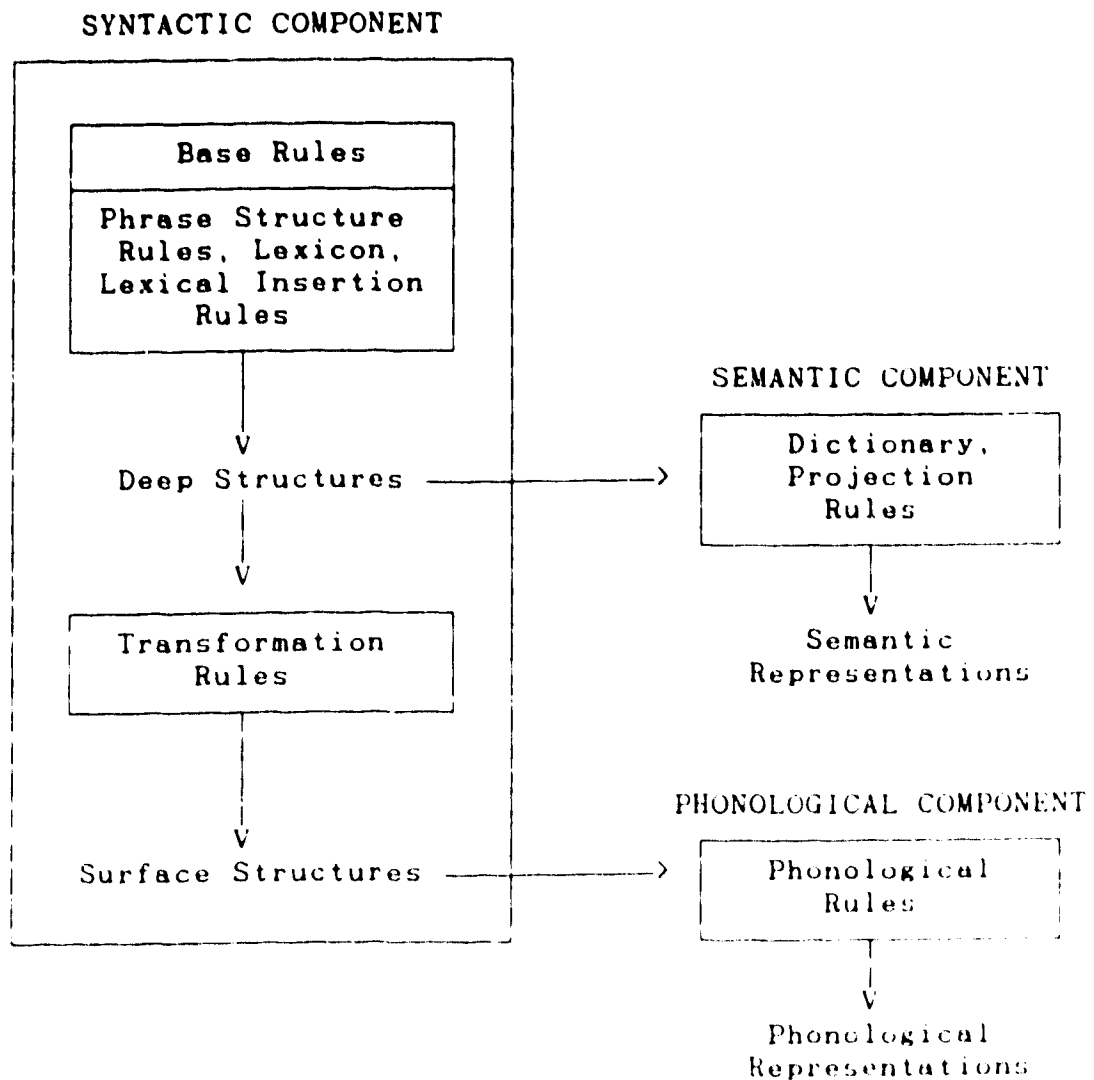 SYNTACTIC COMPONENT
Base Rules
Phrase Structure
Rules, Lexicon,
Lexical Insertion
Rules
Deep Structures
Transformation
Rules
Surface Structures
SEMANTIC COMPONENT
Dictionary,
Projection
Rules
Semantic
Representations
PHONOLOGICAL COMPONENT
Phonological
Rules
Phonological
Representations